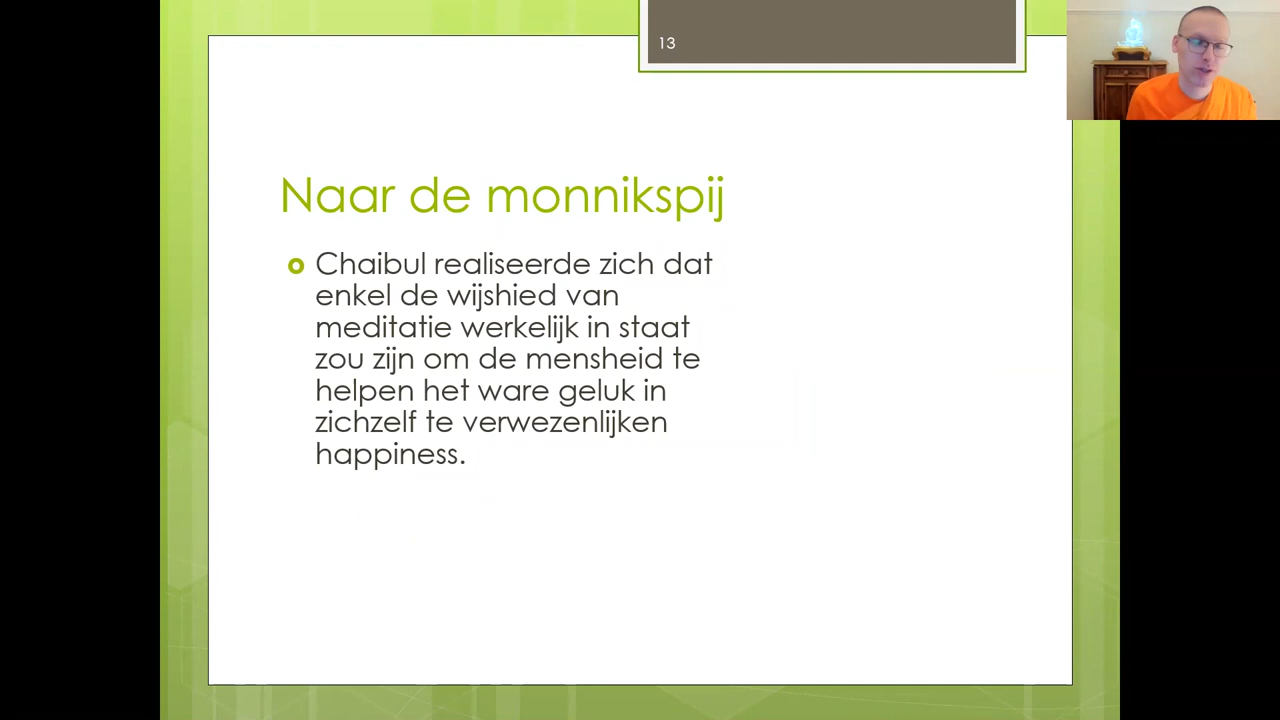 13
Naar de monnikspij
Chaibul realiseerde zich dat
enkel de wijshied van
meditatie werkelijk in staat
zou zijn om de mensheid te
helpen het ware geluk in
zichzelf te verwezenlijken
happiness.